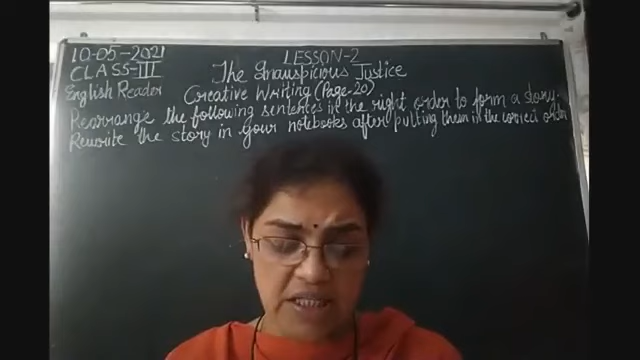 10-05-2021
LESSON-2
CLASS-III
The Inauspicious Justice
English Reader
Creative Writing (Page-20)
Rearrange the following sentences in the right order to form a story.
Rewrite the story in your notebooks after putting them in the correct order.